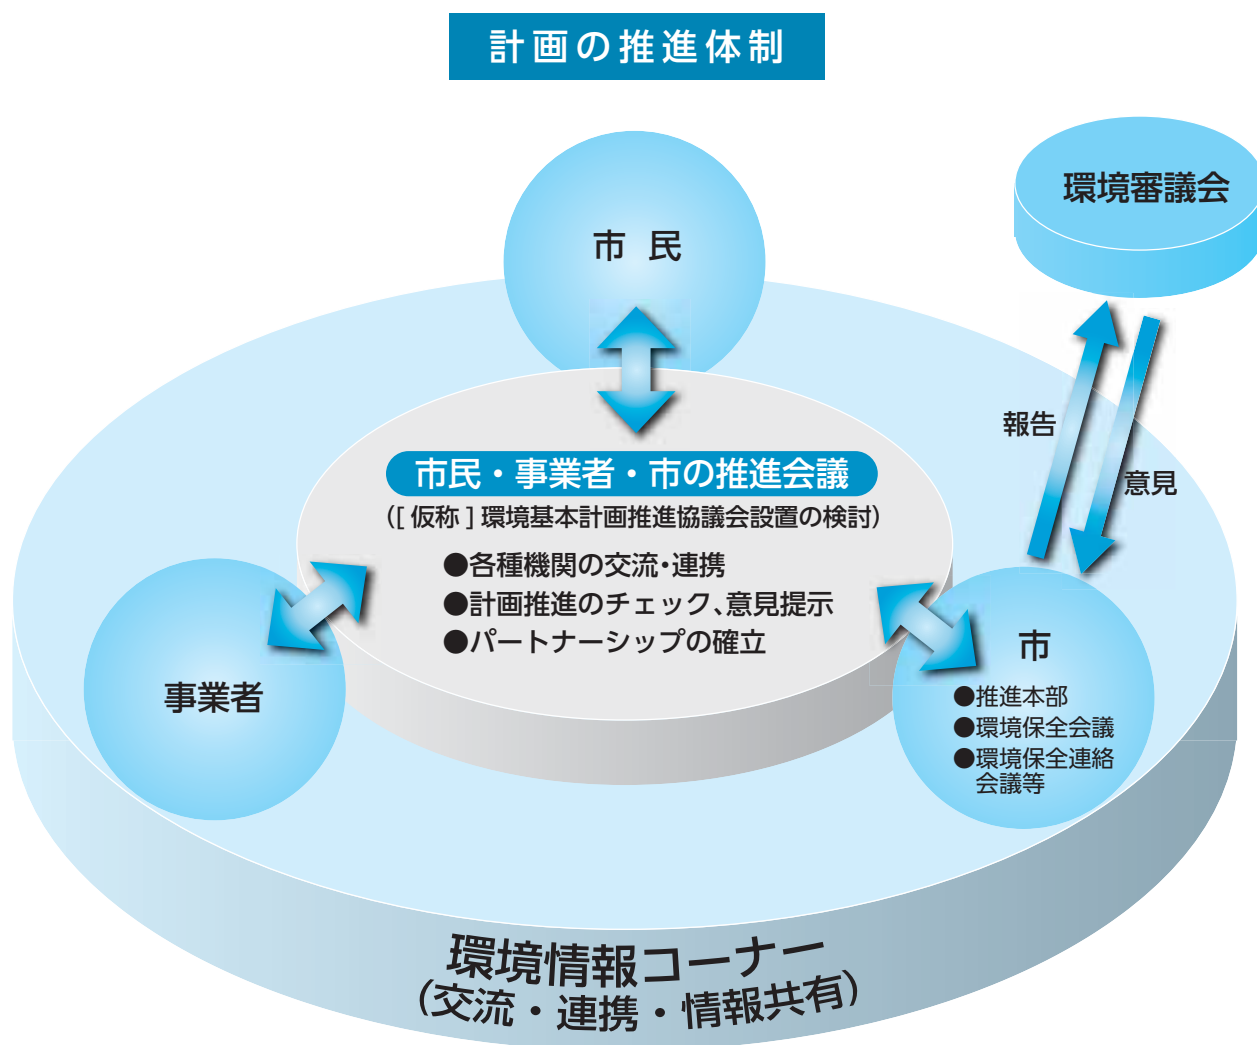 計画の推進体制
環境審議会
市民
報告
意見
市民・事業者・市の推進会議
([仮称]環境基本計画推進協議会設置の検討)
●各種機関の交流・連携
●計画推進のチェック、意見提示
●パートナーシップの確立
事業者
市
●推進本部
●環境保全会議
●環境保全連絡
会議等
環境情報コーナー
(交流・連携・情報共有)